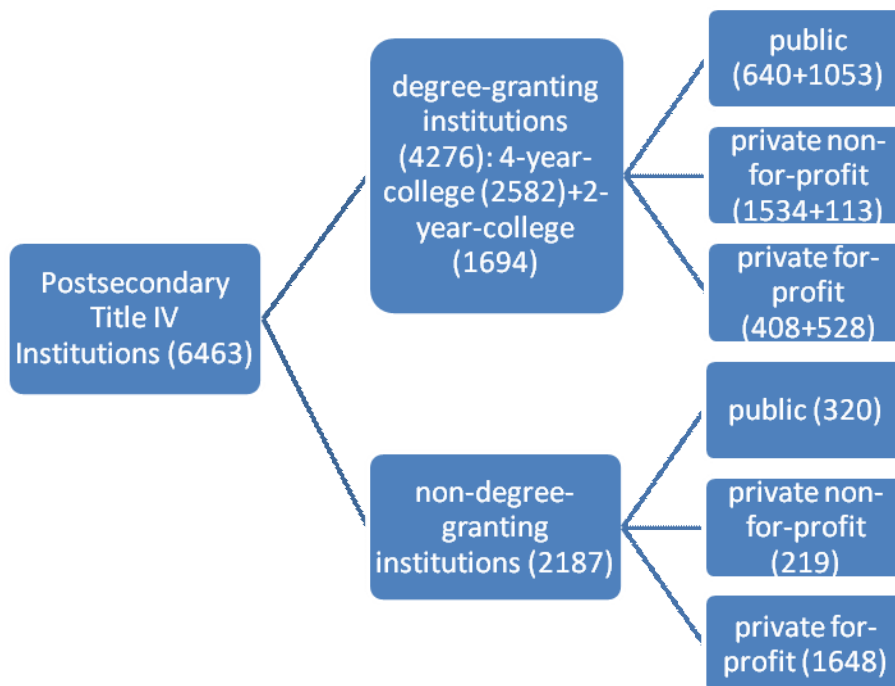 Postsecondary
Title IV
Institutions (6463)
degree-granting
institutions
(4276): 4-year-
college (2582)+2-
year-college
(1694)
public
(640+1053)
private non-
for-profit
(1534+113)
private for-
profit
(408+528)
non-degree-
granting
institutions (2187)
public (320)
private non-
for-profit
(219)
private for-
profit (1648)